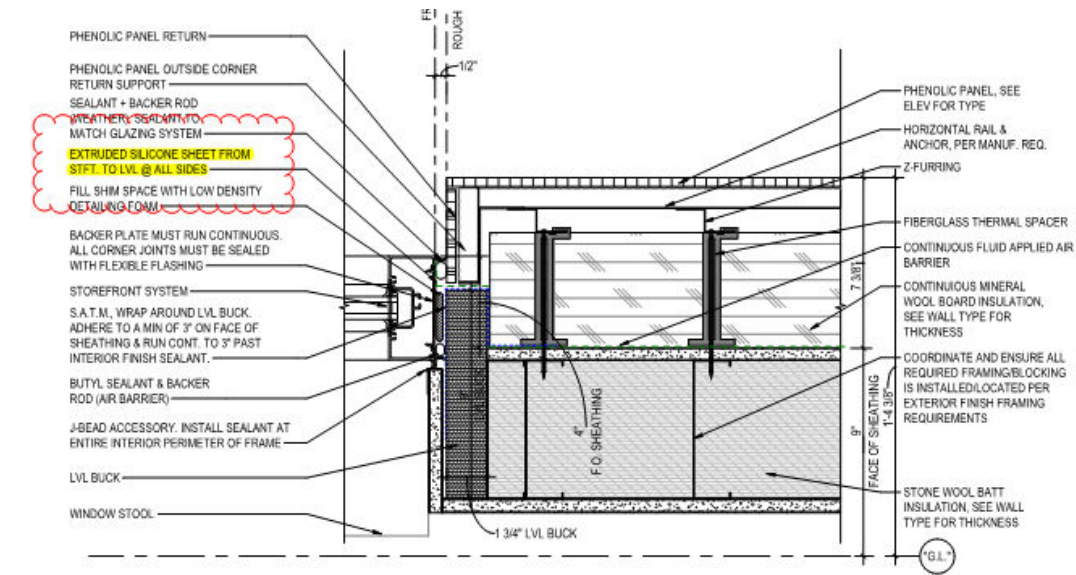 PHENOLIC PANEL RETURN
PHENOLIC PANEL OUTSIDE CORNER
RETURN SUPPORT
SEALANT + BACKER ROD
(WEATHER), SEALANT TO
MATCH GLAZING SYSTEM
EXTRUDED SILICONE SHEET FROM
STFT. TO LVL @ ALL SIDES
FILL SHIM SPACE WITH LOW DENSITY
DETAILING FOAM
BACKER PLATE MUST RUN CONTINUOUS.
ALL CORNER JOINTS MUST BE SEALED
WITH FLEXIBLE FLASHING
STOREFRONT SYSTEM
S.A.T.M., WRAP AROUND LVL BUCK.
ADHERE TO A MIN OF 3" ON FACE OF
SHEATHING & RUN CONT. TO 3" PAST
INTERIOR FINISH SEALANT.
BUTYL SEALANT & BACKER
ROD (AIR BARRIER)
J-BEAD ACCESSORY. INSTALL SEALANT AT
ENTIRE INTERIOR PERIMETER OF FRAME
LVL BUCK
WINDOW STOOL
FR
ROUGH
1/2"
4"
F.O. SHEATHING
1 3/4" LVL BUCK
PHENOLIC PANEL, SEE
ELEV FOR TYPE
HORIZONTAL RAIL &
ANCHOR, PER MANUF. REQ.
Z-FURRING
FIBERGLASS THERMAL SPACER
CONTINUOUS FLUID APPLIED AIR
BARRIER
CONTINUIOUS MINERAL
WOOL BOARD INSULATION,
SEE WALL TYPE FOR
THICKNESS
COORDINATE AND ENSURE ALL
REQUIRED FRAMING/BLOCKING
IS INSTALLED/LOCATED PER
EXTERIOR FINISH FRAMING
REQUIREMENTS
STONE WOOL BATT
INSULATION, SEE WALL
TYPE FOR THICKNESS
7 3/8"
9"
FACE OF SHEATHING
1'-4 3/8"
"G.L."